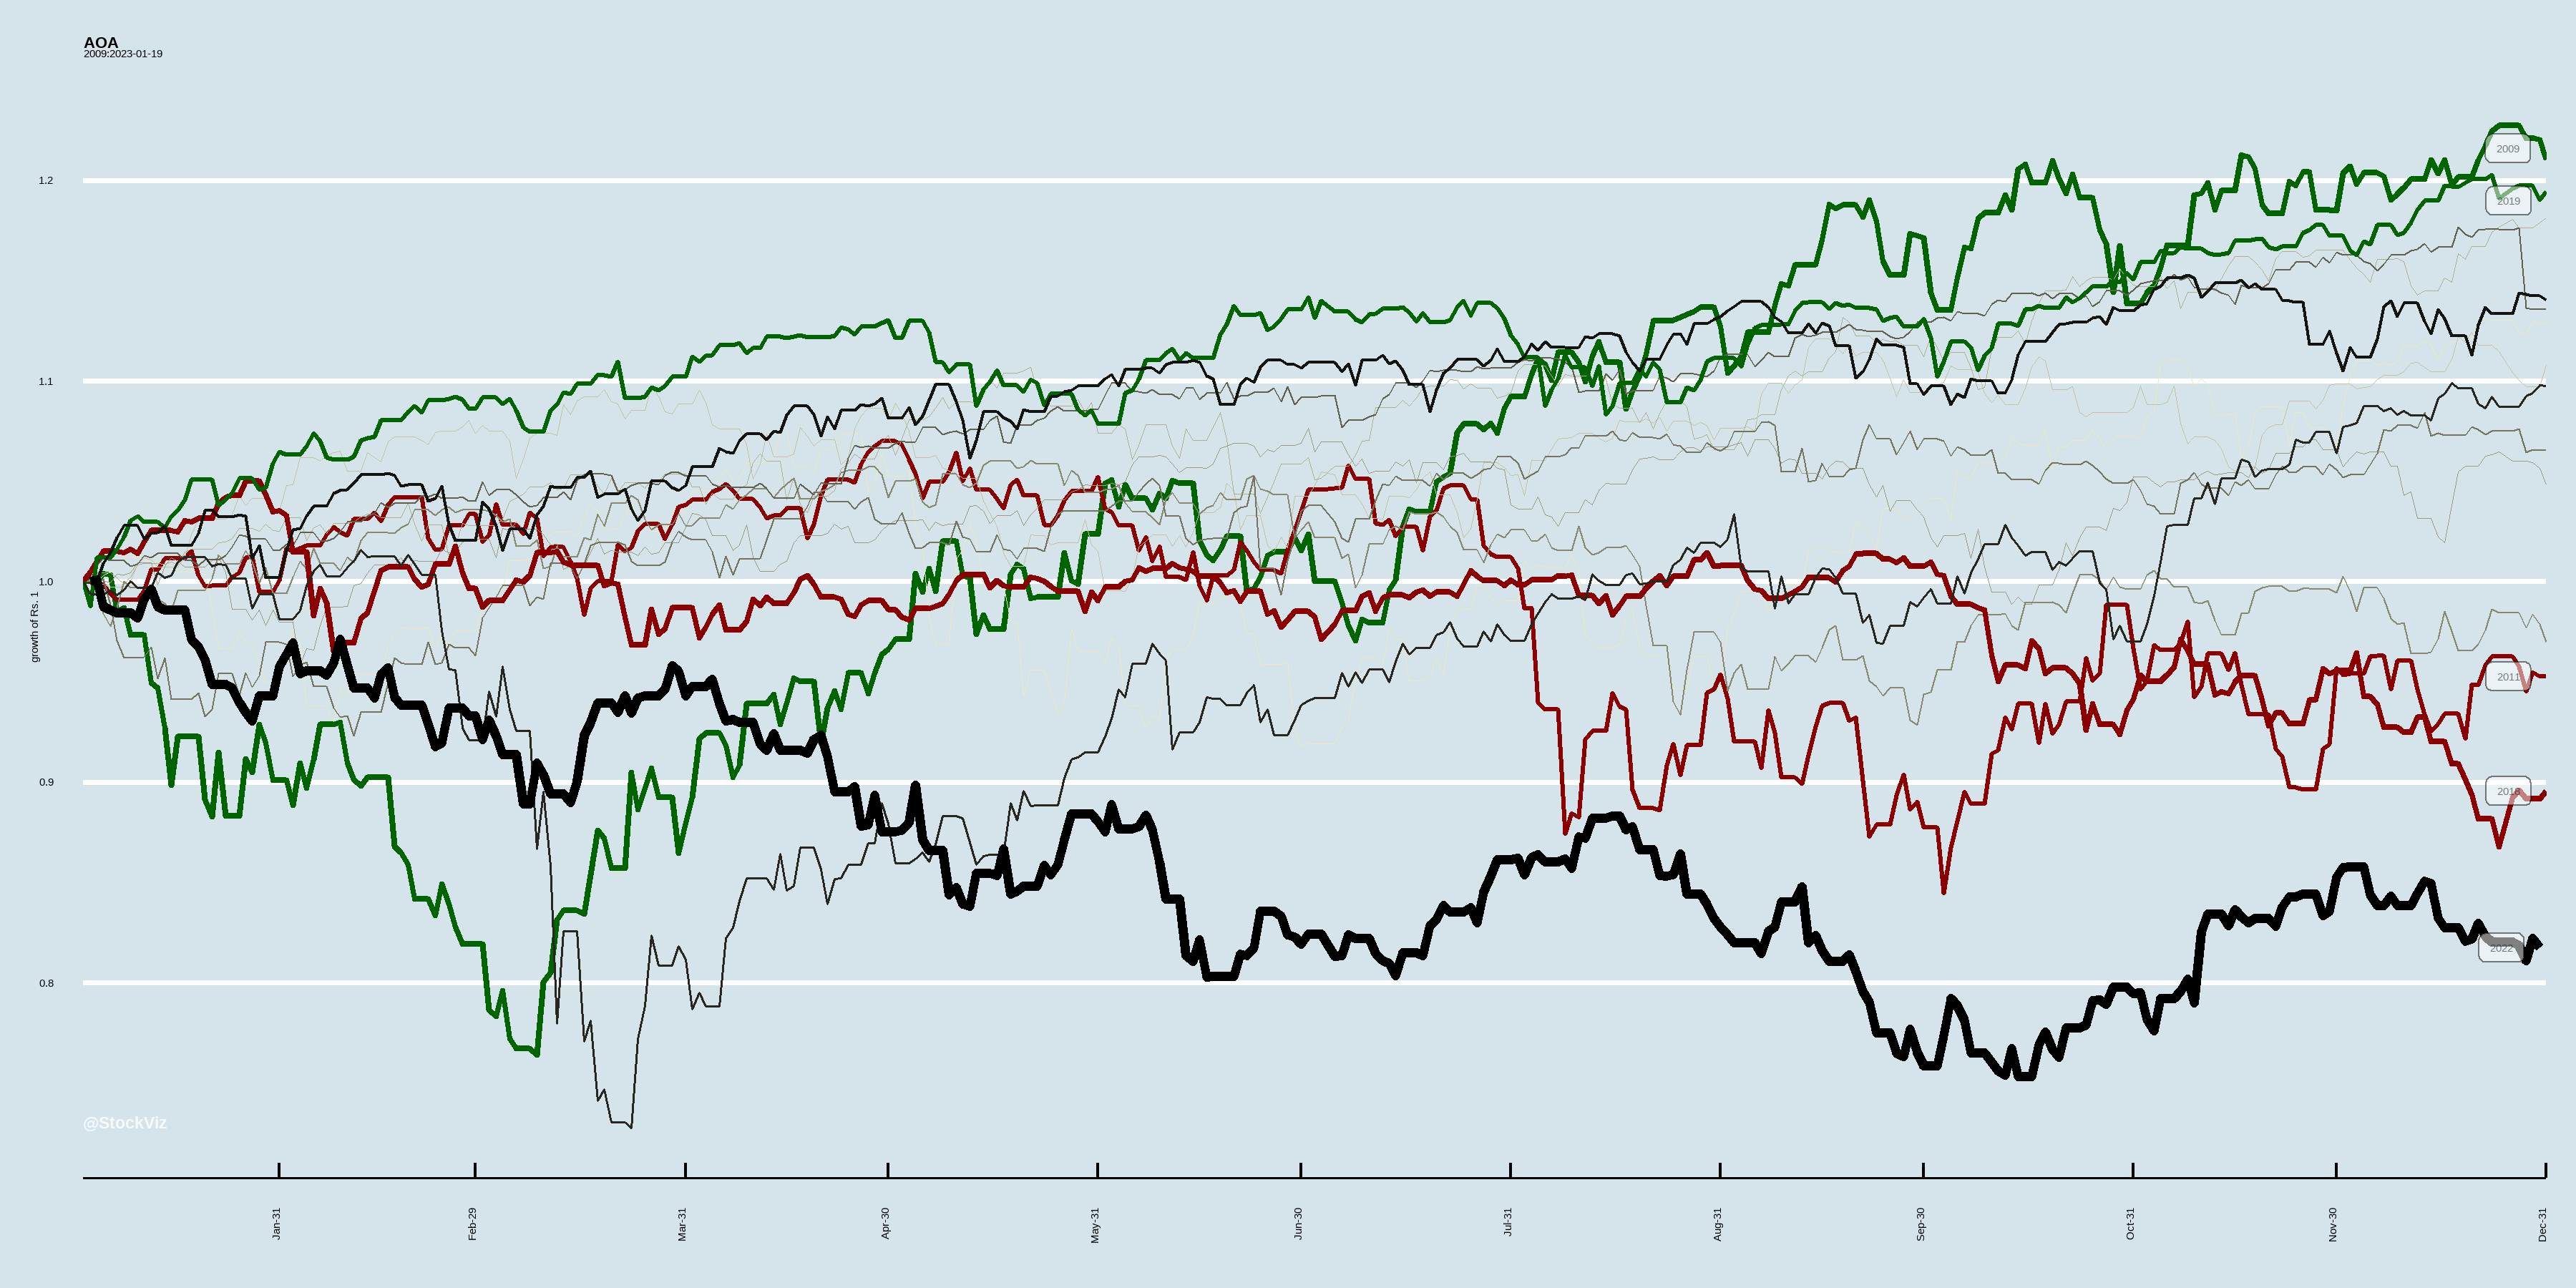 AOA
2009:2023-01-19
2009
1.2
2019
1.1
1.0
growth of Rs. 1
2011
0.9
2018
2022
0.8
@StockViz
Jan-31
Feb-29
Mar-31
Apr-30
May-31
Jun-30
Jul-31
Aug-31
Sep-30
Oct-31
Nov-30
Dec-31